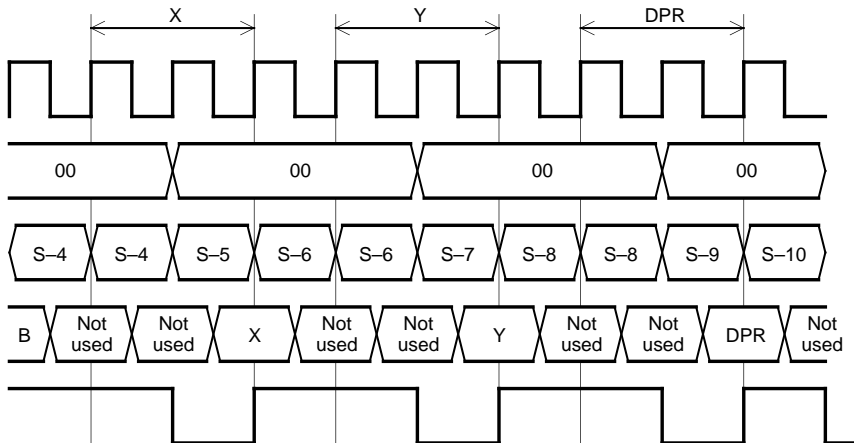 X Y DPR
00 00 00 00
S–4 S–4 S–5 S–6 S–6 S–7 S–8 S–8 S–9 S–10
B Not used Not used X Not used Not used Y Not used Not used DPR Not used